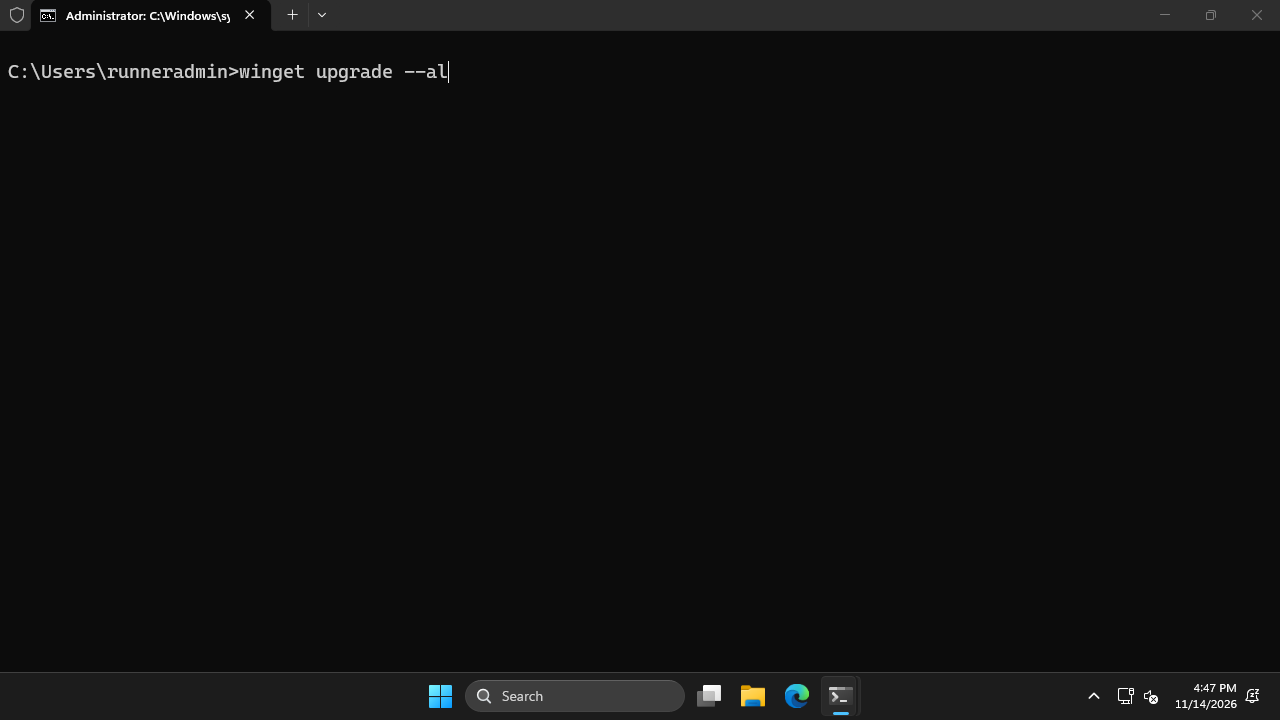 Administrator: C:\Windows\sy
C:\Users\runneradmin>winget upgrade --al
Search
4:47 PM
11/14/2026